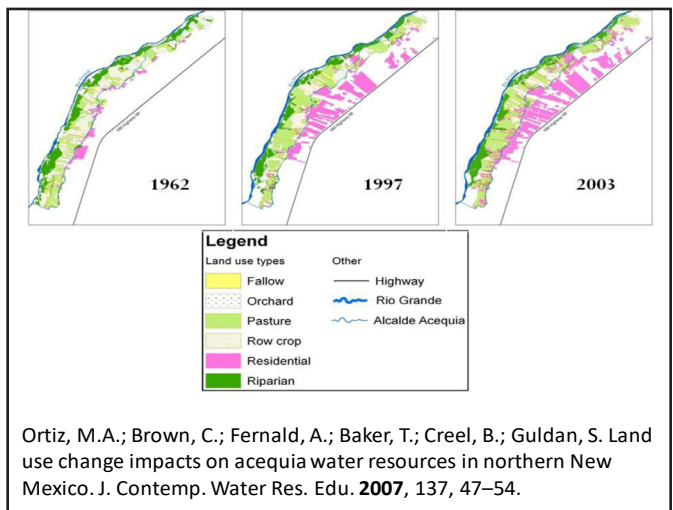 1962
1997
2003
Legend
Land use types
Other
Fallow
Highway
Orchard
Rio Grande
Pasture
Alcalde Acequia
Row crop
Residential
Riparian
Ortiz, M.A.; Brown, C.; Fernald, A.; Baker, T.; Creel, B.; Guldan, S. Land
use change impacts on acequia water resources in northern New
Mexico. J. Contemp. Water Res. Edu. 2007, 137, 47–54.